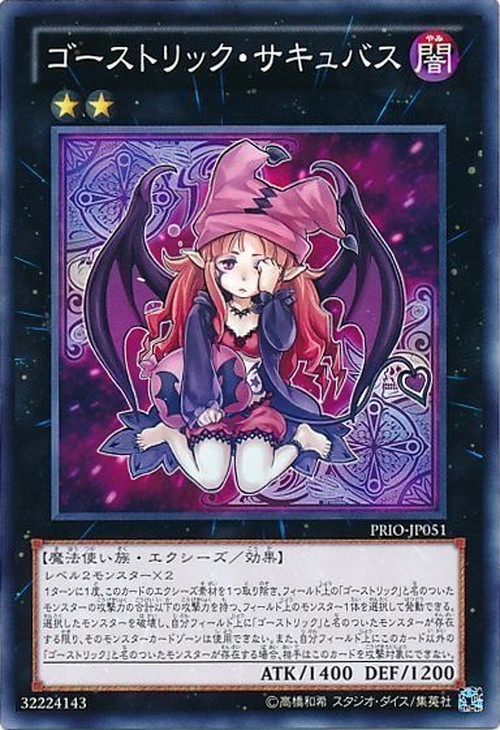 ゴーストリック・サキュバス
闇
PRIO-JP051
【魔法使い族・エクシーズ/効果】
レベル2モンスター×2
1ターンに1度、このカードのエクシーズ素材を1つ取り除き、フィールド上の「ゴーストリック」と名のついた
モンスターの攻撃力の合計以下の攻撃力を持つ、フィールド上のモンスター1体を選択して発動できる。
選択したモンスターを破壊し、自分フィールド上に「ゴーストリック」と名のついたモンスターが存在
する限り、そのモンスターカードゾーンは使用できない。また、自分フィールド上にこのカード以外の
「ゴーストリック」と名のついたモンスターが存在する場合、相手はこのカードを攻撃対象にできない。
ATK/1400 DEF/1200
32224143 ©高橋和希 スタジオ・ダイス/集英社